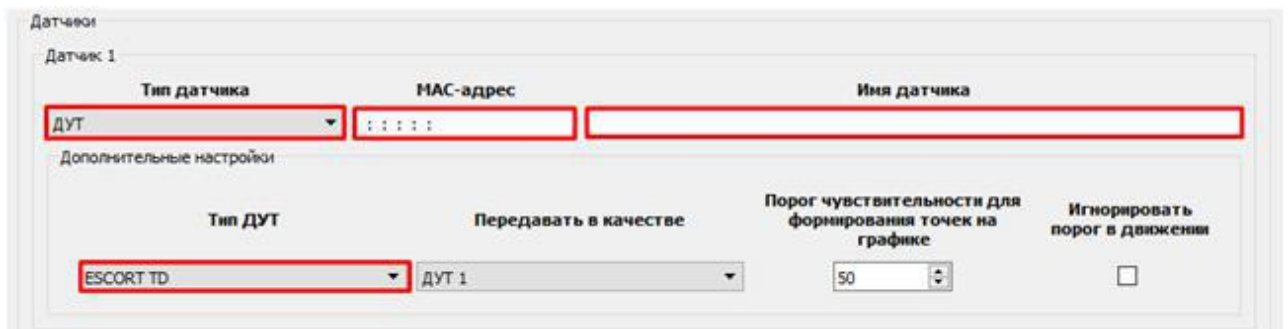 Датчики
Датчик 1
Тип датчика МАС-адрес Имя датчика
ДУТ : : : : :
Дополнительные настройки
Тип ДУТ Передавать в качестве Порог чувствительности для формирования точек на графике Игнорировать порог в движении
ESCORT TD ДУТ 1 50